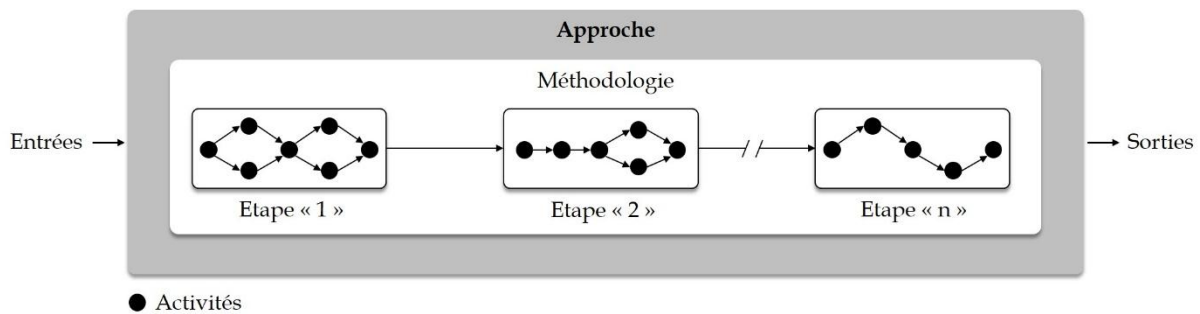 Approche
Méthodologie
Entrées
Sorties
Etape « 1 »
Etape « 2 »
Etape « n »
Activités